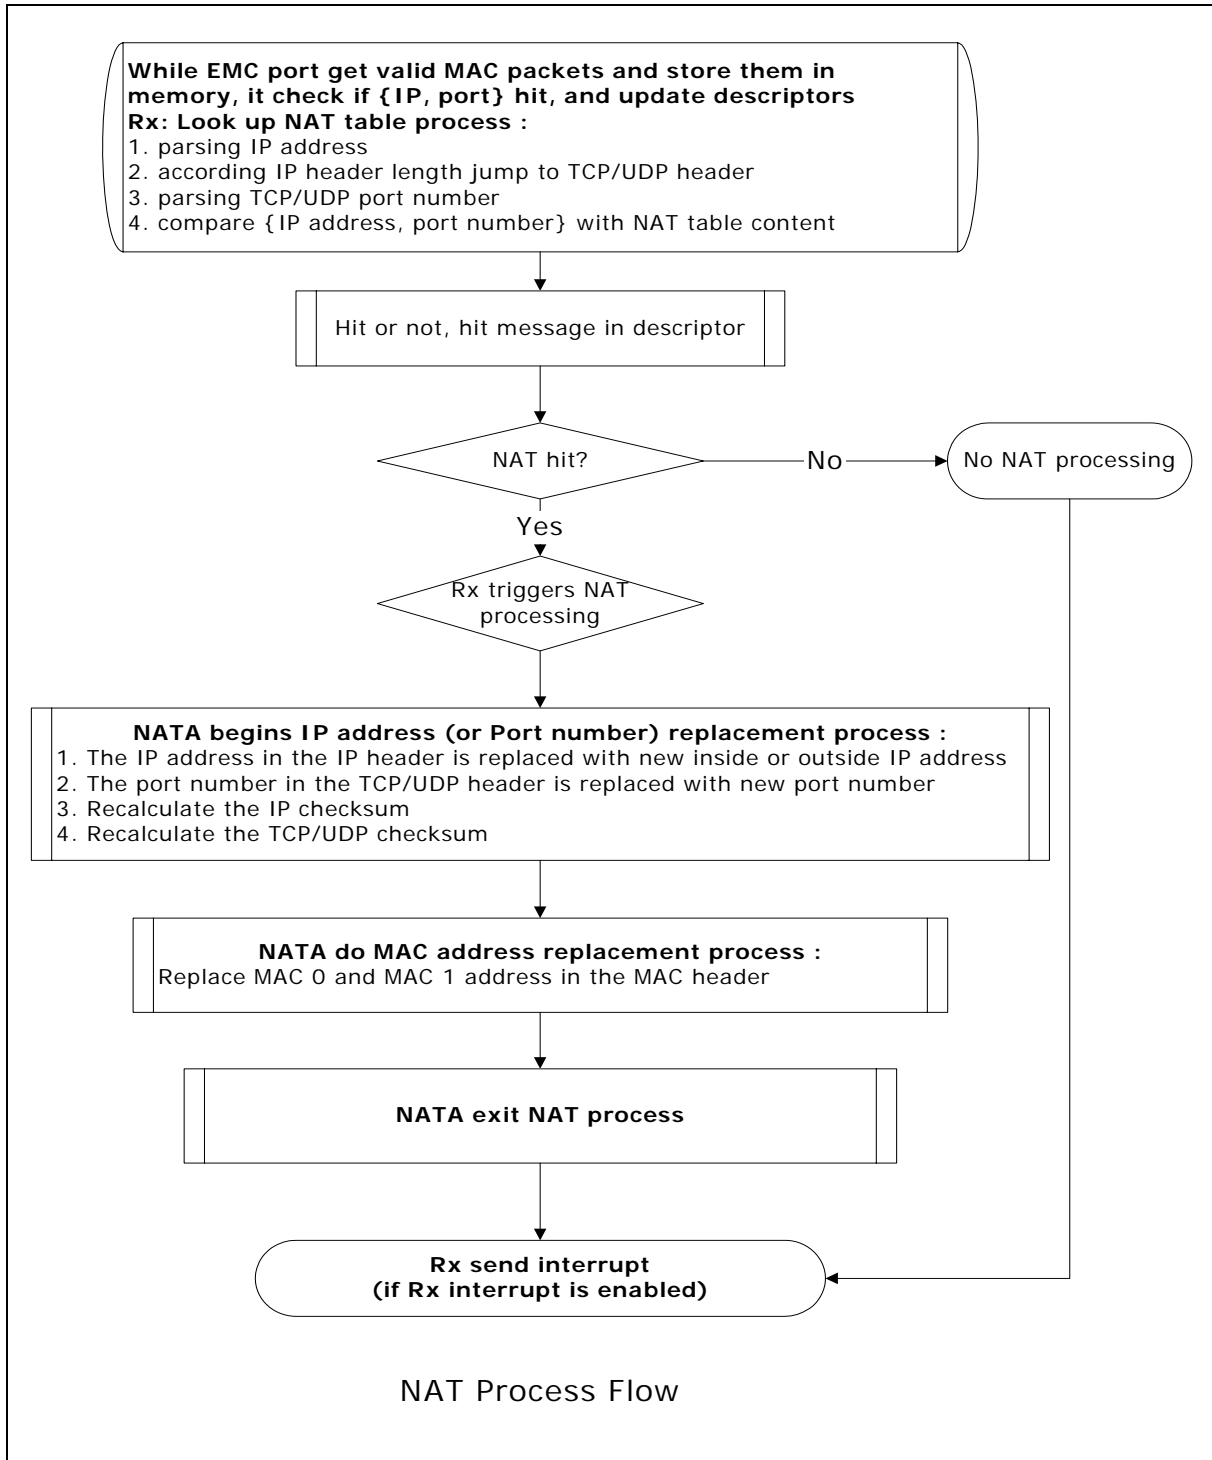 While EMC port get valid MAC packets and store them in
memory, it check if {IP, port} hit, and update descriptors
Rx: Look up NAT table process :
1. parsing IP address
2. according IP header length jump to TCP/UDP header
3. parsing TCP/UDP port number
4. compare {IP address, port number} with NAT table content
Hit or not, hit message in descriptor
NAT hit?
No
No NAT processing
Yes
Rx triggers NAT
processing
NATA begins IP address (or Port number) replacement process :
1. The IP address in the IP header is replaced with new inside or outside IP address
2. The port number in the TCP/UDP header is replaced with new port number
3. Recalculate the IP checksum
4. Recalculate the TCP/UDP checksum
NATA do MAC address replacement process :
Replace MAC 0 and MAC 1 address in the MAC header
NATA exit NAT process
Rx send interrupt
(if Rx interrupt is enabled)
NAT Process Flow